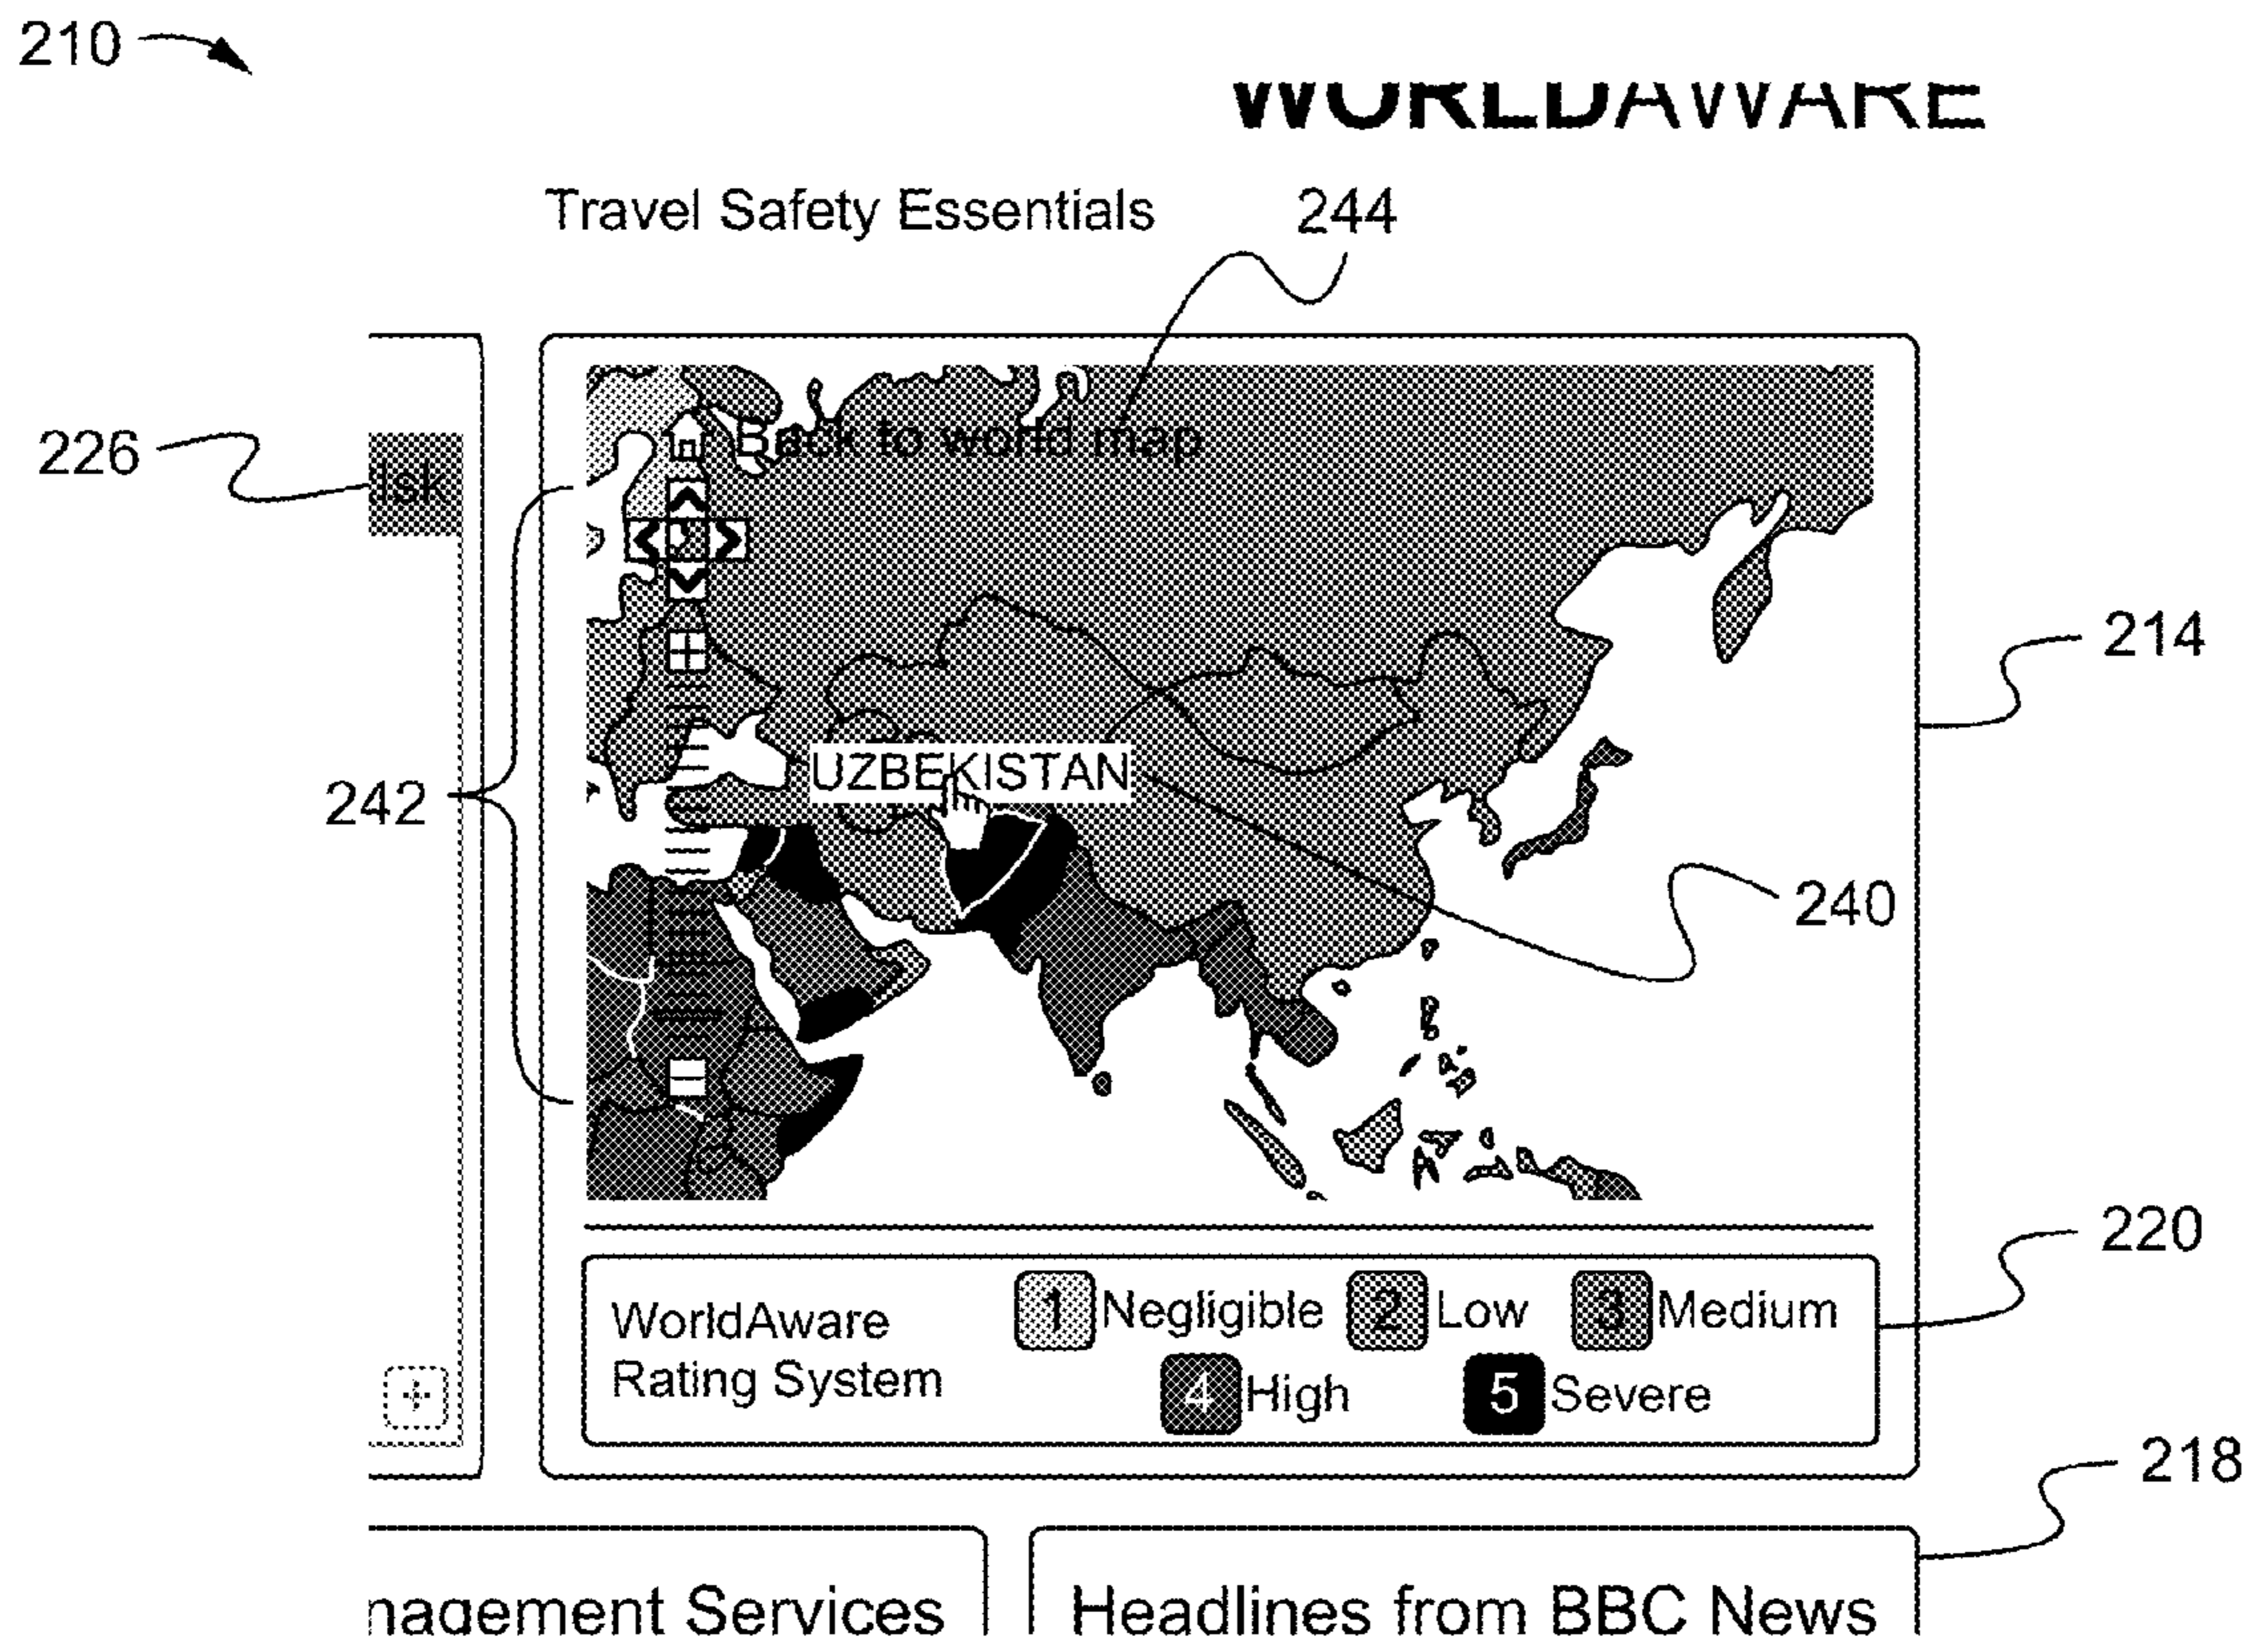 210
WORLDAWARE
Travel Safety Essentials
244
226
Back to world map
214
UZBEKISTAN
242
240
220
WorldAware
Rating System
1 Negligible 2 Low 3 Medium
4 High 5 Severe
218
nagement Services
Headlines from BBC News